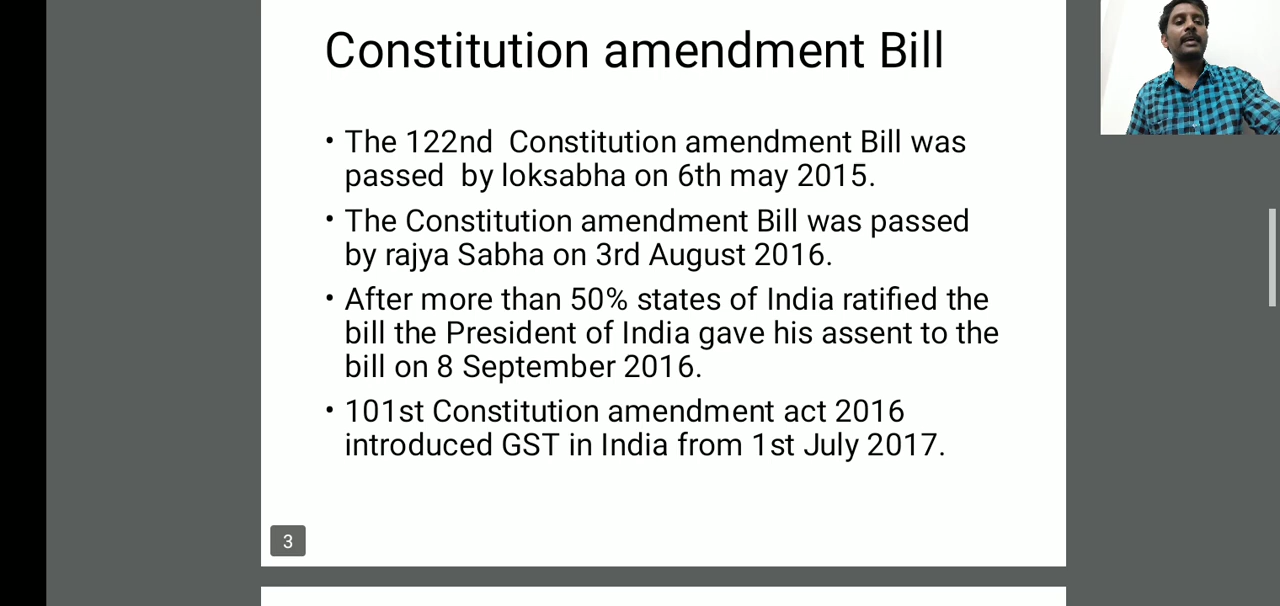 Constitution amendment Bill
• The 122nd  Constitution amendment Bill was
passed  by loksabha on 6th may 2015.
• The Constitution amendment Bill was passed
by rajya Sabha on 3rd August 2016.
• After more than 50% states of India ratified the
bill the President of India gave his assent to the
bill on 8 September 2016.
• 101st Constitution amendment act 2016
introduced GST in India from 1st July 2017.
3